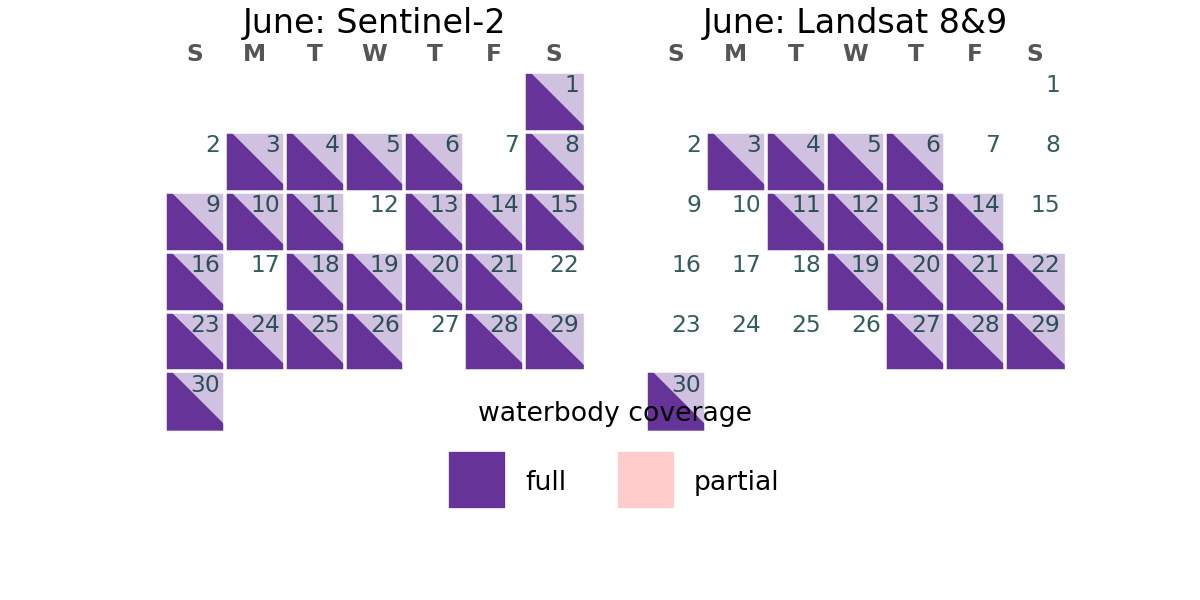 June: Sentinel-2
S M T W T F S
1
2 3 4 5 6 7 8
9 10 11 12 13 14 15
16 17 18 19 20 21 22
23 24 25 26 27 28 29
30
June: Landsat 8&9
S M T W T F S
1
2 3 4 5 6 7 8
9 10 11 12 13 14 15
16 17 18 19 20 21 22
23 24 25 26 27 28 29
30
waterbody coverage
full partial